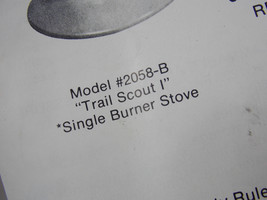 Model #2058-B
"Trail Scout I"
*Single Burner Stove